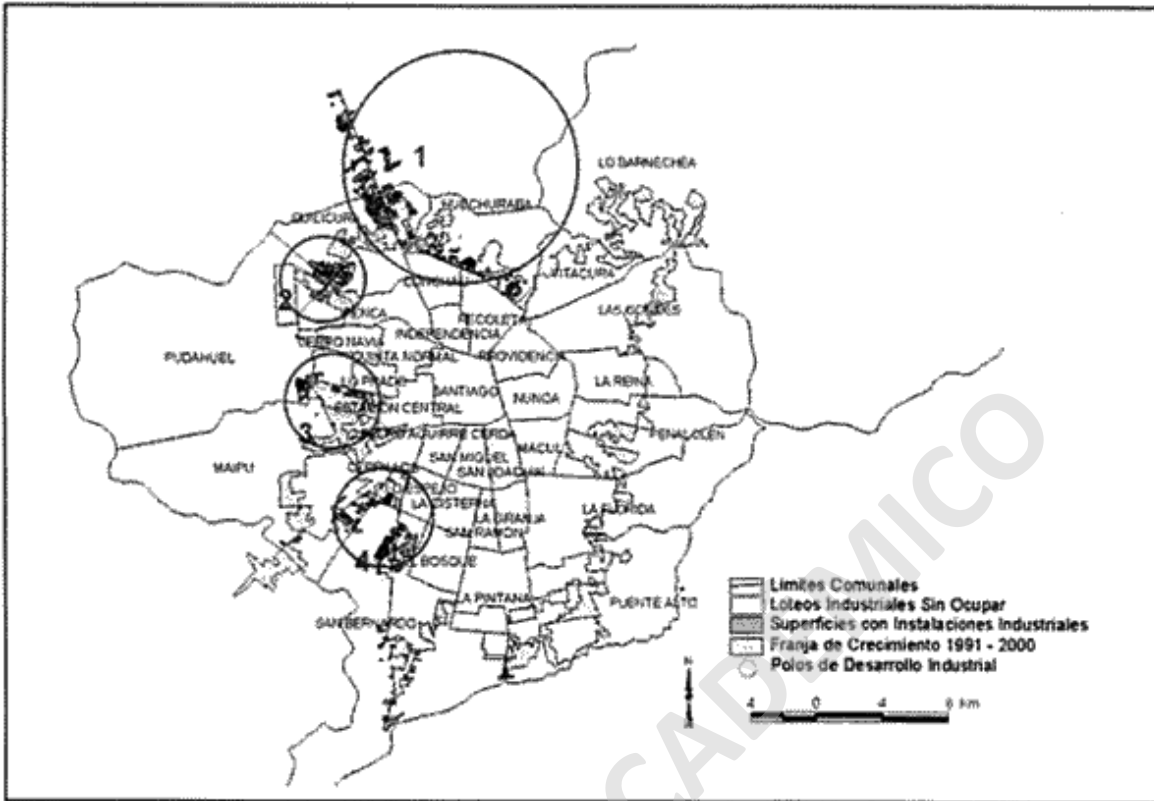 1
LO BARNECHEA
HUECHURABA
QUILICURA
VITACURA
2
CONCHALI
LAS CONDES
RENCA
RECOLETA
INDEPENDENCIA
CERRO NAVIA
PUDAHUEL
QUINTA NORMAL
PROVIDENCIA
LO PRADO
LA REINA
SANTIAGO
ÑUÑOA
ESTACION CENTRAL
3
AGUIRRE CERDA
PEÑALOLEN
MACUL
SAN MIGUEL
MAIPU
SAN JOAQUIN
CERRILLOS
LO ESPEJO
LA CISTERNA
LA FLORIDA
LA GRANJA
SAN RAMON
4
BOSQUE
LA PINTANA
PUENTE ALTO
SAN BERNARDO
Limites Comunales
Loteos Industriales Sin Ocupar
Superficies con Instalaciones Industriales
Franja de Crecimiento 1991 - 2000
Polos de Desarrollo Industrial
N
4 0 4 8 km
CADEMICO